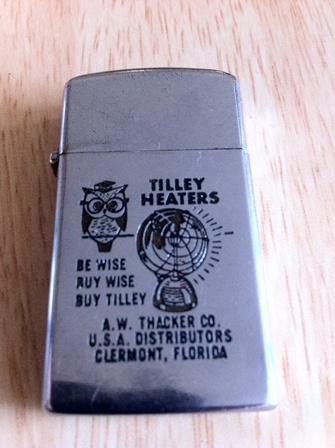 TILLEY
HEATERS
BE WISE
BUY WISE
BUY TILLEY
A.W. THACKER CO.
U.S.A. DISTRIBUTORS
CLERMONT, FLORIDA